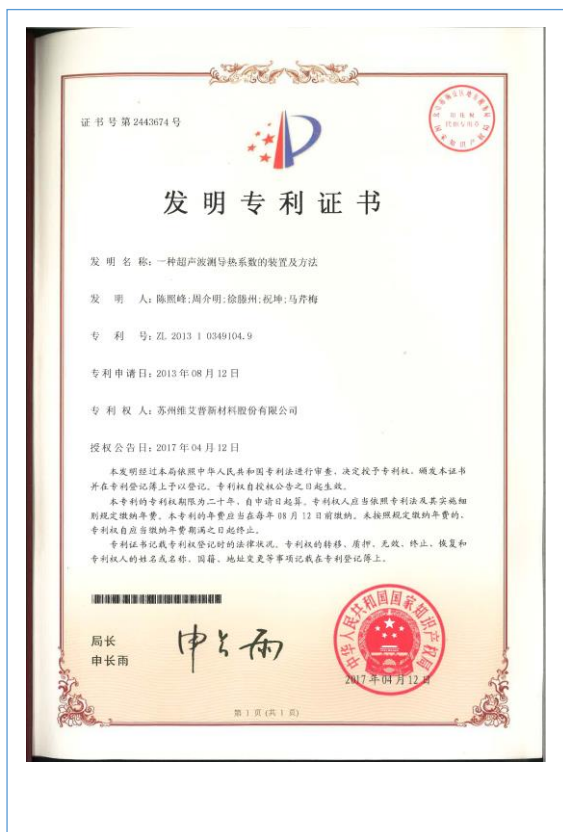 证书号第2443674号
发明专利证书
发 明 名 称：一种超声波测导热系数的装置及方法
发 明 人：陈照峰;周介明;徐滕州;祝坤;马芹梅
专 利 号：ZL 2013 1 0349104.9
专利申请日：2013年08月12日
专 利 权 人：苏州维艾普新材料股份有限公司
授权公告日：2017年04月12日
本发明经过本局依照中华人民共和国专利法进行审查，决定授予专利权，颁发本证书
并在专利登记簿上予以登记。专利权自授权公告之日起生效。
本专利的专利权期限为二十年，自申请日起算。专利权人应当依照专利法及其实施细
则规定缴纳年费。本专利的年费应当在每年08月12日前缴纳。未按照规定缴纳年费的，
专利权自应当缴纳年费期满之日起终止。
专利证书记载专利权登记时的法律状况。专利权的转移、质押、无效、终止、恢复和
专利权人的姓名或名称、国籍、地址变更等事项记载在专利登记簿上。
局长
申长雨
申长雨
中华人民共和国国家知识产权局
2017年04月12日
第 1 页 (共 1 页)